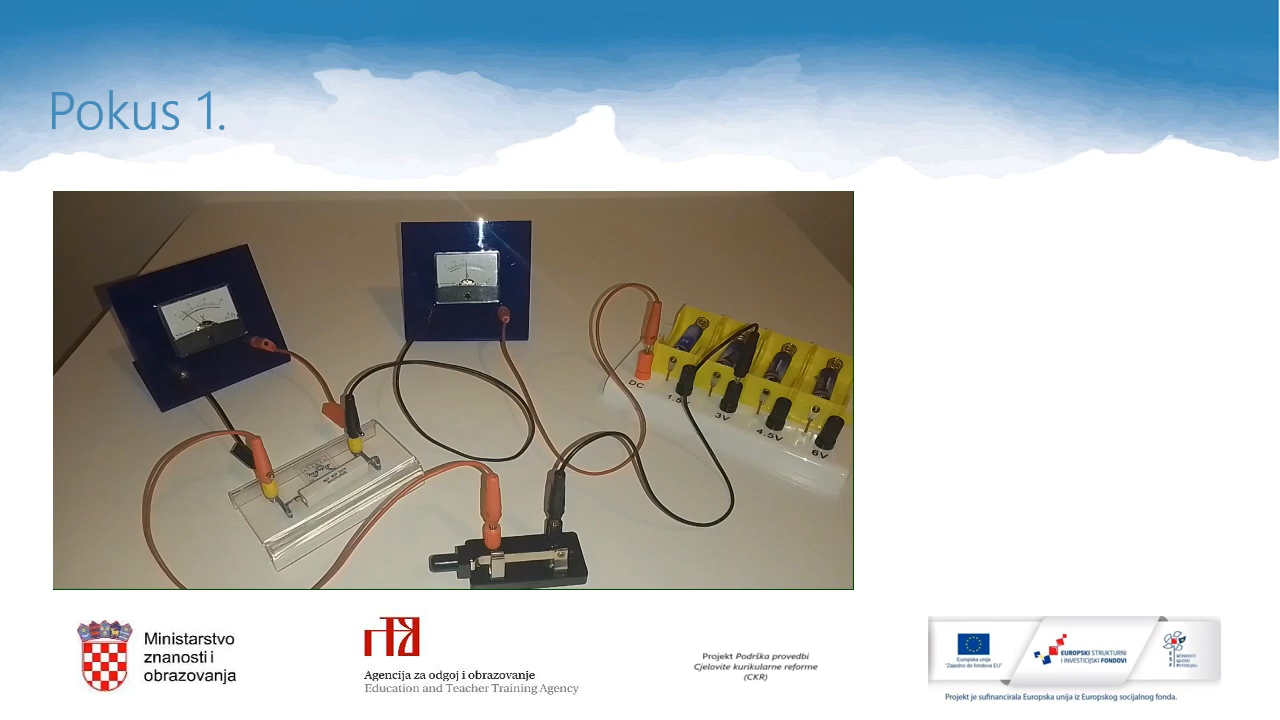 Pokus 1.
DC
1.5V
3V
4.5V
6V
Ministarstvo
znanosti i
obrazovanja
Agencija za odgoj i obrazovanje
Education and Teacher Training Agency
Projekt Podrška provedbi
Cjelovite kurikularne reforme
(CKR)
Europska unija
"Zajedno do fondova EU"
EUROPSKI STRUKTURNI
I INVESTICIJSKI FONDOVI
Projekt je sufinancirala Europska unija iz Europskog socijalnog fonda.